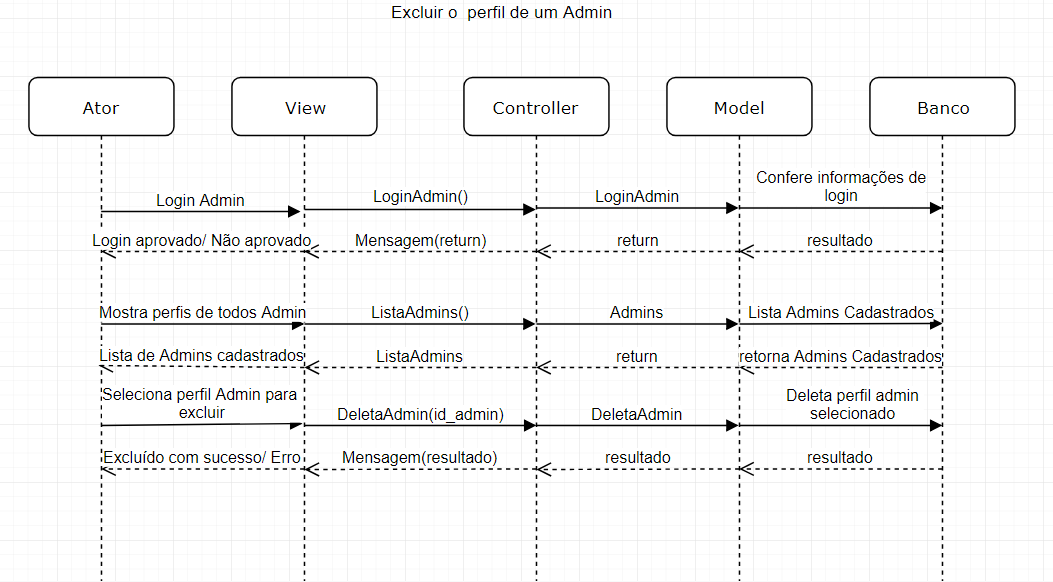 Excluir o  perfil de um Admin
Ator
View
Controller
Model
Banco
Login Admin
LoginAdmin()
LoginAdmin
Confere informações de
login
Login aprovado/ Não aprovado
Mensagem(return)
return
resultado
Mostra perfis de todos Admin
ListaAdmins()
Admins
Lista Admins Cadastrados
Lista de Admins cadastrados
ListaAdmins
return
retorna Admins Cadastrados
Seleciona perfil Admin para
excluir
DeletaAdmin(id_admin)
DeletaAdmin
Deleta perfil admin
selecionado
Excluído com sucesso/ Erro
Mensagem(resultado)
resultado
resultado